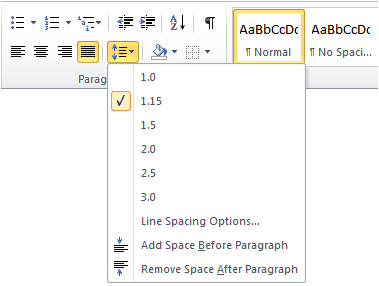 AaBbCcDc
AaBbCcDc
¶ Normal
¶ No Spaci...
Parag
1.0
1.15
1.5
2.0
2.5
3.0
Line Spacing Options...
Add Space Before Paragraph
Remove Space After Paragraph